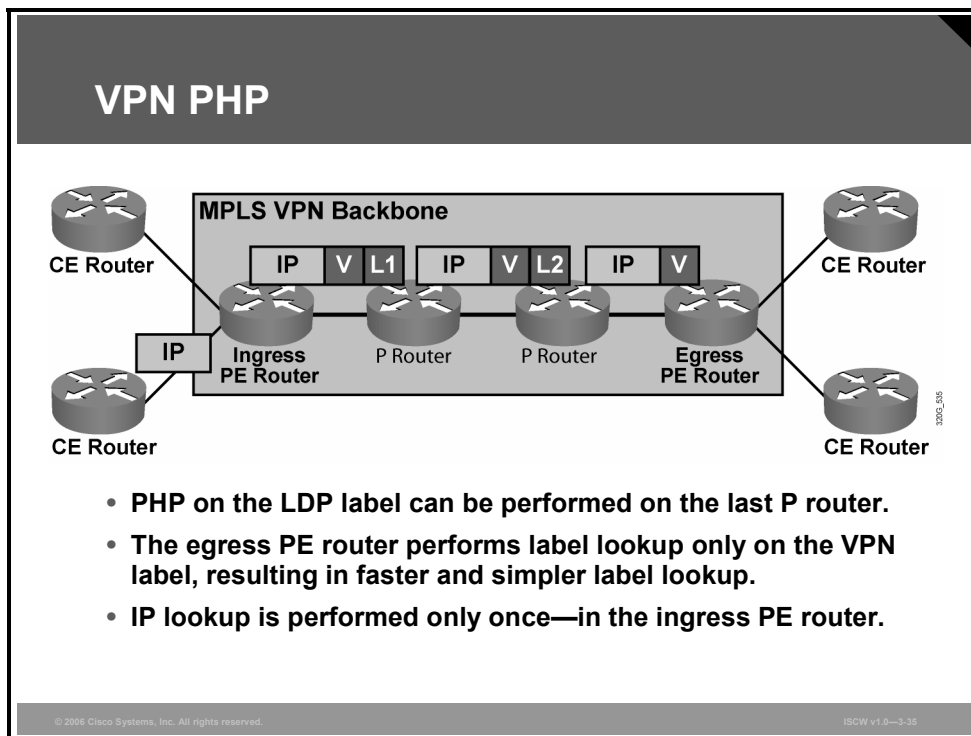 VPN PHP
MPLS VPN Backbone
IP V L1 IP V L2 IP V
CE Router
CE Router
IP
Ingress PE Router
P Router
P Router
Egress PE Router
CE Router
CE Router
320G_535
• PHP on the LDP label can be performed on the last P router.
• The egress PE router performs label lookup only on the VPN
label, resulting in faster and simpler label lookup.
• IP lookup is performed only once—in the ingress PE router.
© 2006 Cisco Systems, Inc. All rights reserved.
ISCW v1.0—3-35